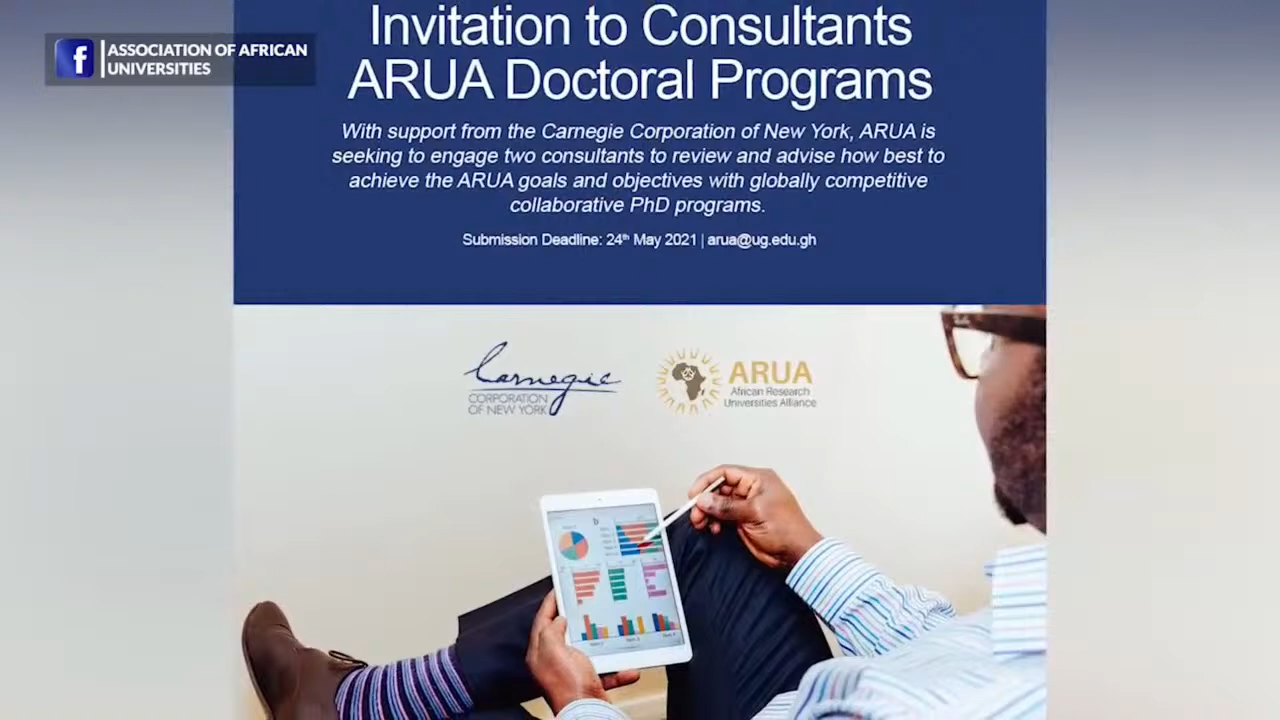 ASSOCIATION OF AFRICAN
UNIVERSITIES
Invitation to Consultants
ARUA Doctoral Programs
With support from the Carnegie Corporation of New York, ARUA is
seeking to engage two consultants to review and advise how best to
achieve the ARUA goals and objectives with globally competitive
collaborative PhD programs.
Submission Deadline: 24th May 2021 | arua@ug.edu.gh
Carnegie
CORPORATION
OF NEW YORK
ARUA
African Research
Universities Alliance